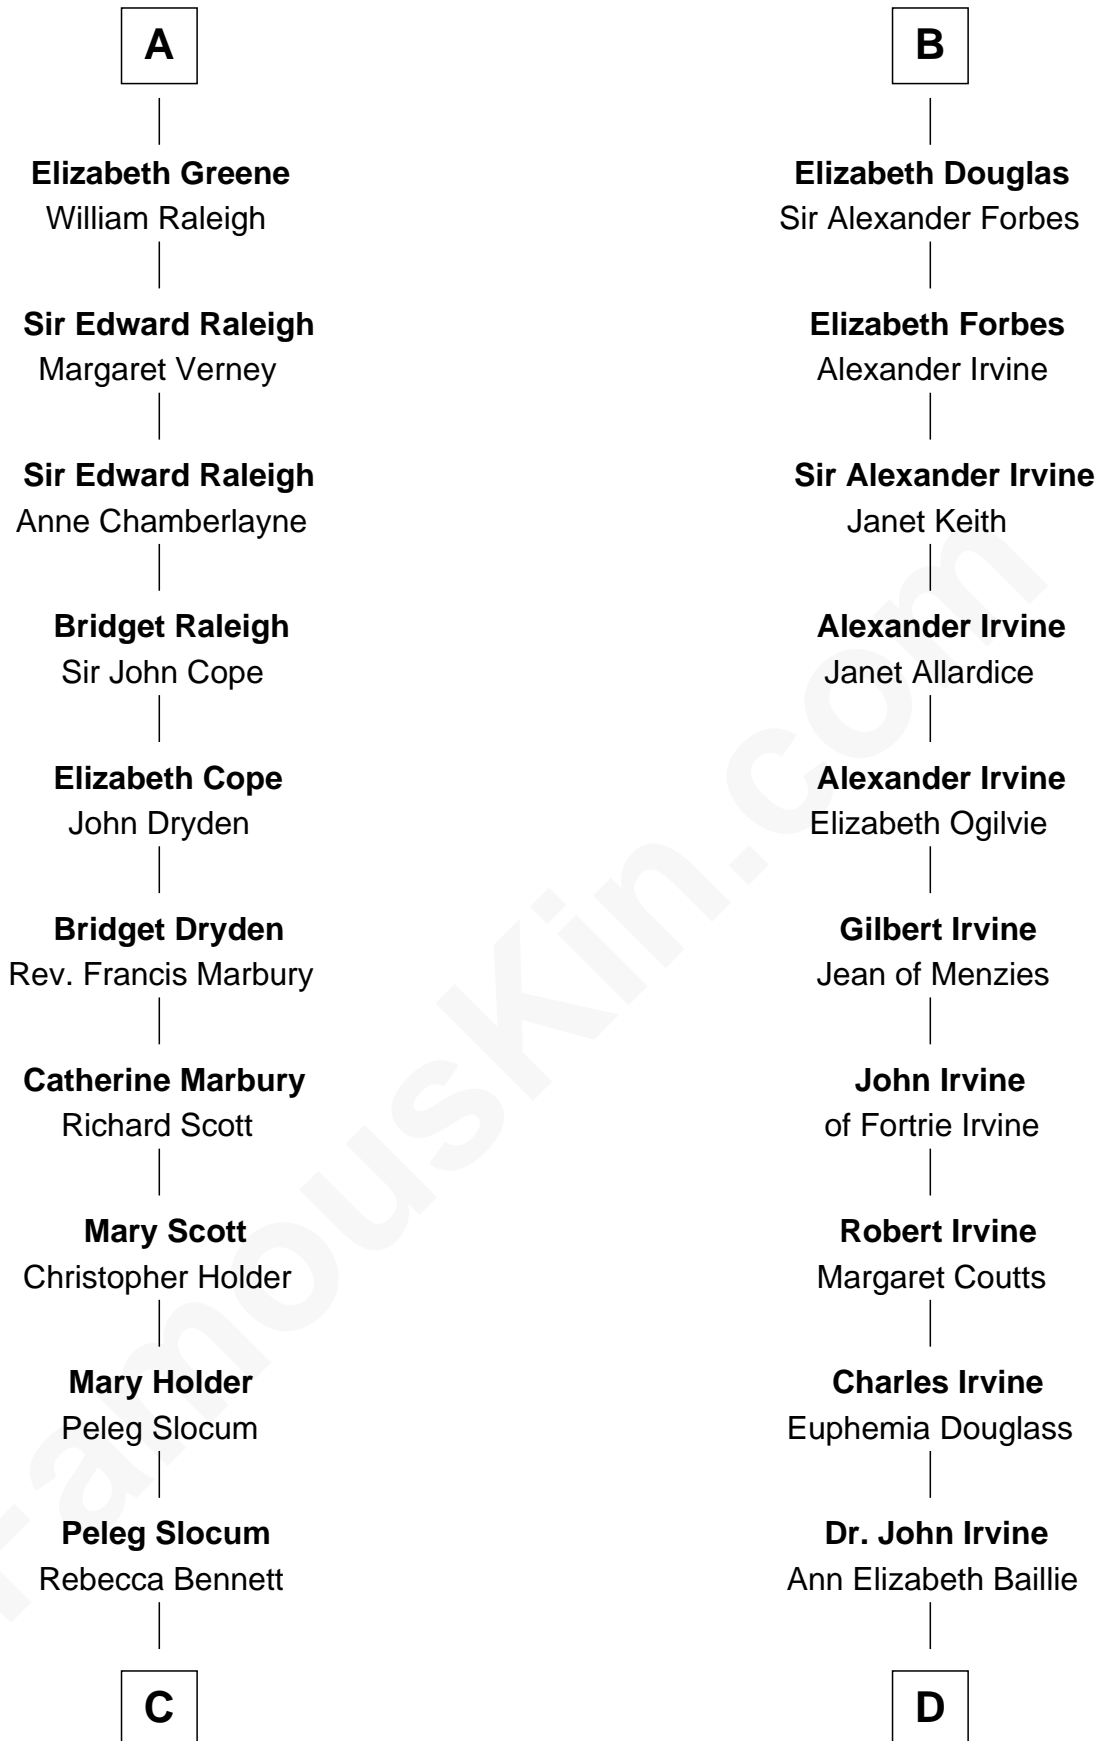 A
Elizabeth Greene
William Raleigh
Sir Edward Raleigh
Margaret Verney
Sir Edward Raleigh
Anne Chamberlayne
Bridget Raleigh
Sir John Cope
Elizabeth Cope
John Dryden
Bridget Dryden
Rev. Francis Marbury
Catherine Marbury
Richard Scott
Mary Scott
Christopher Holder
Mary Holder
Peleg Slocum
Peleg Slocum
Rebecca Bennett
C
B
Elizabeth Douglas
Sir Alexander Forbes
Elizabeth Forbes
Alexander Irvine
Sir Alexander Irvine
Janet Keith
Alexander Irvine
Janet Allardice
Alexander Irvine
Elizabeth Ogilvie
Gilbert Irvine
Jean of Menzies
John Irvine
of Fortrie Irvine
Robert Irvine
Margaret Coutts
Charles Irvine
Euphemia Douglass
Dr. John Irvine
Ann Elizabeth Baillie
D
FamousKin.com